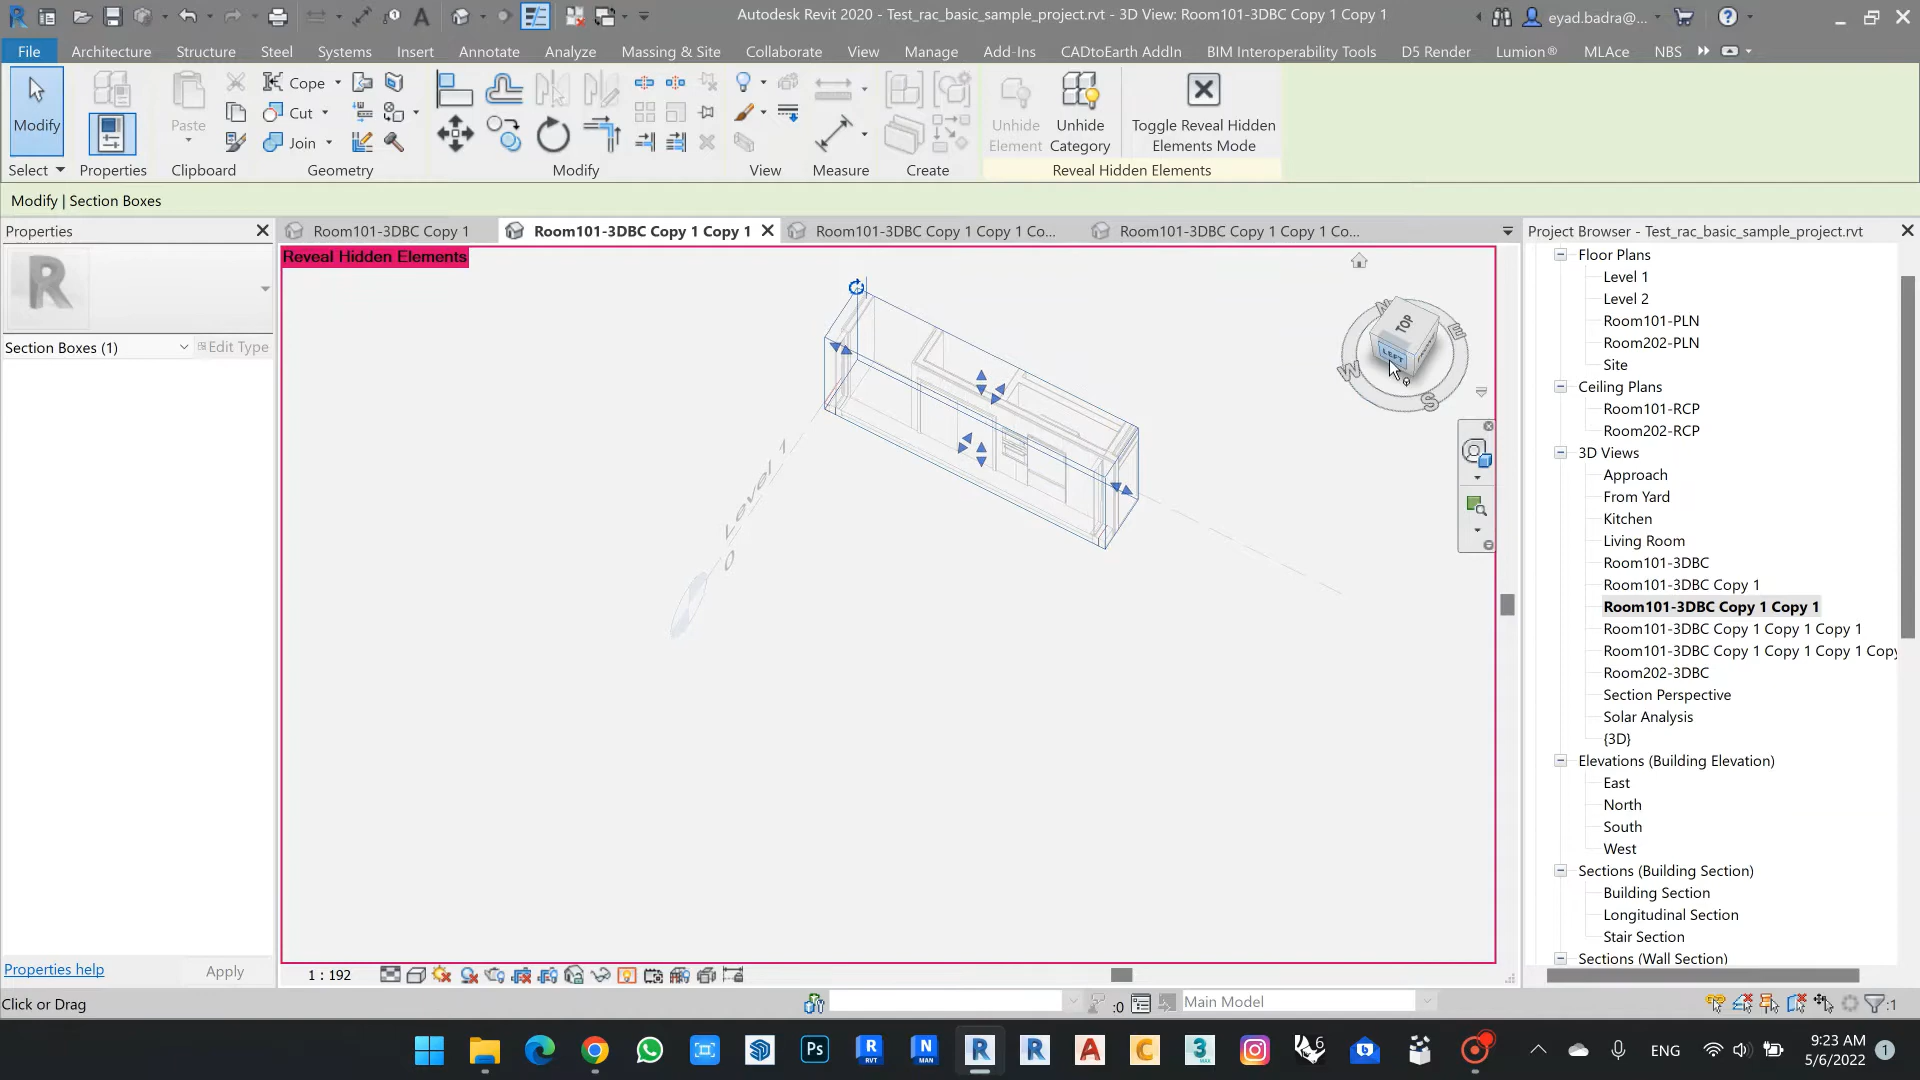 Autodesk Revit 2020 - Test_rac_basic_sample_project.rvt - 3D View: Room101-3DBC Copy 1 Copy 1
eyad.badra@...
File Architecture Structure Steel Systems Insert Annotate Analyze Massing & Site Collaborate View Manage Add-Ins CADtoEarth AddIn BIM Interoperability Tools D5 Render Lumion® MLAce NBS
Modify
Paste
Cope
Cut
Join
Unhide Element
Unhide Category
Toggle Reveal Hidden Elements Mode
Select Properties Clipboard Geometry Modify View Measure Create Reveal Hidden Elements
Modify | Section Boxes
Properties
Section Boxes (1)
Edit Type
Properties help
Apply
Room101-3DBC Copy 1
Room101-3DBC Copy 1 Copy 1
Room101-3DBC Copy 1 Copy 1 Co...
Room101-3DBC Copy 1 Copy 1 Co...
Reveal Hidden Elements
TOP
LEFT
W
S
E
Level 1
0
1 : 192
Project Browser - Test_rac_basic_sample_project.rvt
Floor Plans
Level 1
Level 2
Room101-PLN
Room202-PLN
Site
Ceiling Plans
Room101-RCP
Room202-RCP
3D Views
Approach
From Yard
Kitchen
Living Room
Room101-3DBC
Room101-3DBC Copy 1
Room101-3DBC Copy 1 Copy 1
Room101-3DBC Copy 1 Copy 1 Copy 1
Room101-3DBC Copy 1 Copy 1 Copy 1 Copy
Room202-3DBC
Section Perspective
Solar Analysis
{3D}
Elevations (Building Elevation)
East
North
South
West
Sections (Building Section)
Building Section
Longitudinal Section
Stair Section
Sections (Wall Section)
Click or Drag
:0
Main Model
:1
ENG
9:23 AM
5/6/2022
1